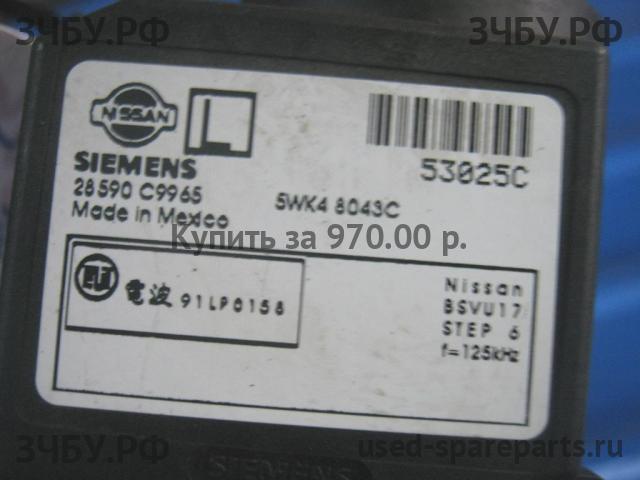 ЗЧБУ.РФ
ЗЧБУ.РФ
NISSAN
L
53025C
SIEMENS
28590 C9965
5WK4 8043C
Made in Mexico
Купить за 970.00 р.
電波 91LP0158
Nissan
BSVU17
STEP 6
f=125kHz
ЗЧБУ.РФ
used-spareparts.ru
SIEMENS